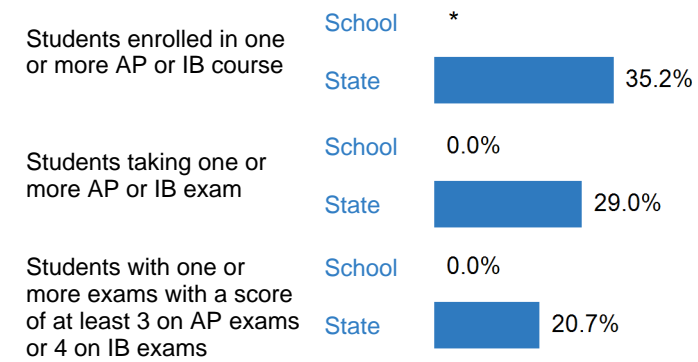 Students enrolled in one
or more AP or IB course
School *
State 35.2%
Students taking one or
more AP or IB exam
School 0.0%
State 29.0%
Students with one or
more exams with a score
of at least 3 on AP exams
or 4 on IB exams
School 0.0%
State 20.7%